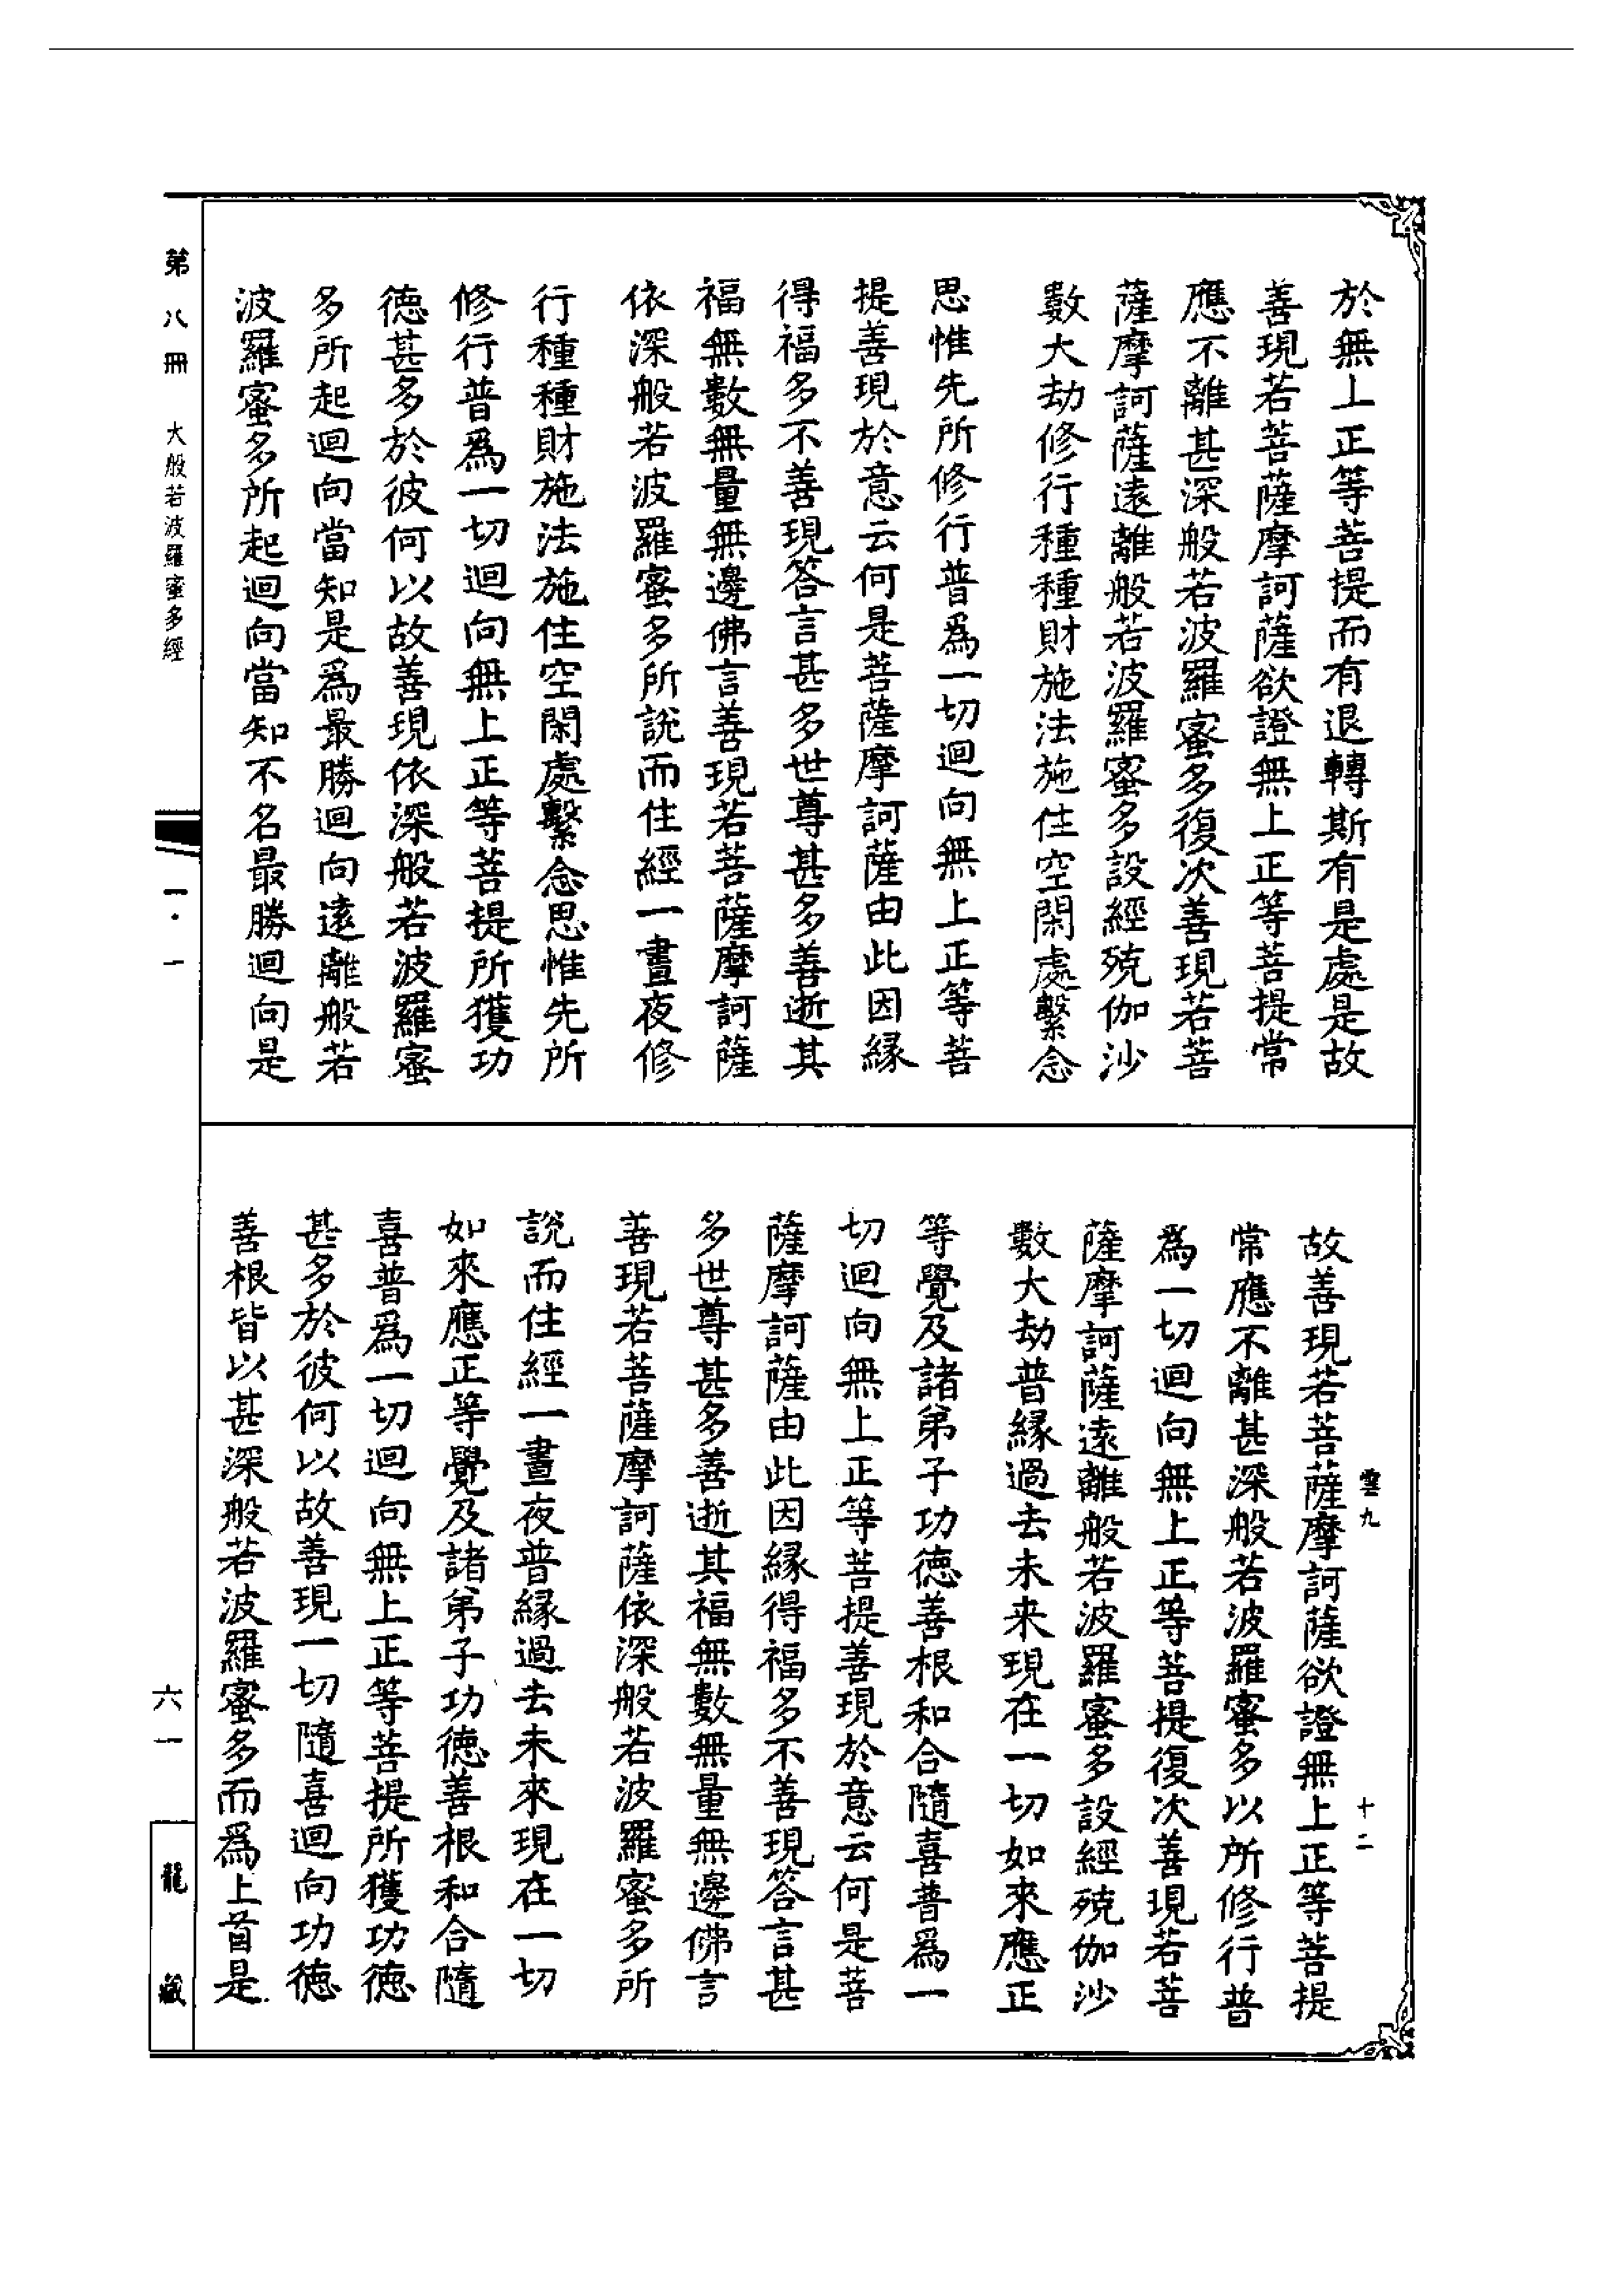 於無上正等菩提而有退轉斯有是處是故
善現若菩薩摩訶薩欲證無上正等菩提常
應不離甚深般若波羅蜜多復次善現若菩
薩摩訶薩遠離般若波羅蜜多設經殑伽沙
數大劫修行種種財施法施住空閑處繫念
思惟先所修行普爲一切迴向無上正等菩
提善現於意云何是菩薩摩訶薩由此因緣
得福多不善現答言甚多世尊甚多善逝其
福無數無量無邊佛言善現若菩薩摩訶薩
依深般若波羅蜜多所說而住經一晝夜修
行種種財施法施住空閑處繫念思惟先所
修行普爲一切迴向無上正等菩提所獲功
德甚多於彼何以故善現依深般若波羅蜜
多所起迴向當知是爲最勝迴向遠離般若
波羅蜜多所起迴向當知不名最勝迴向是
故善現若菩薩摩訶薩欲證無上正等菩提
常應不離甚深般若波羅蜜多以所修行普
爲一切迴向無上正等菩提復次善現若菩
薩摩訶薩遠離般若波羅蜜多設經殑伽沙
數大劫普緣過去未来現在一切如來應正
等覺及諸弟子功德善根和合隨喜普爲一
切迴向無上正等菩提善現於意云何是菩
薩摩訶薩由此因緣得福多不善現答言甚
多世尊甚多善逝其福無數無量無邊佛言
善現若菩薩摩訶薩依深般若波羅蜜多所
說而住經一晝夜普緣過去未來現在一切
如來應正等覺及諸弟子功德善根和合隨
喜普爲一切迴向無上正等菩提所獲功德
甚多於彼何以故善現一切隨喜迴向功德
善根皆以甚深般若波羅蜜多而爲上首是
雲九
十二
第八冊 大般若波羅蜜多經
一·一
六一
龍藏